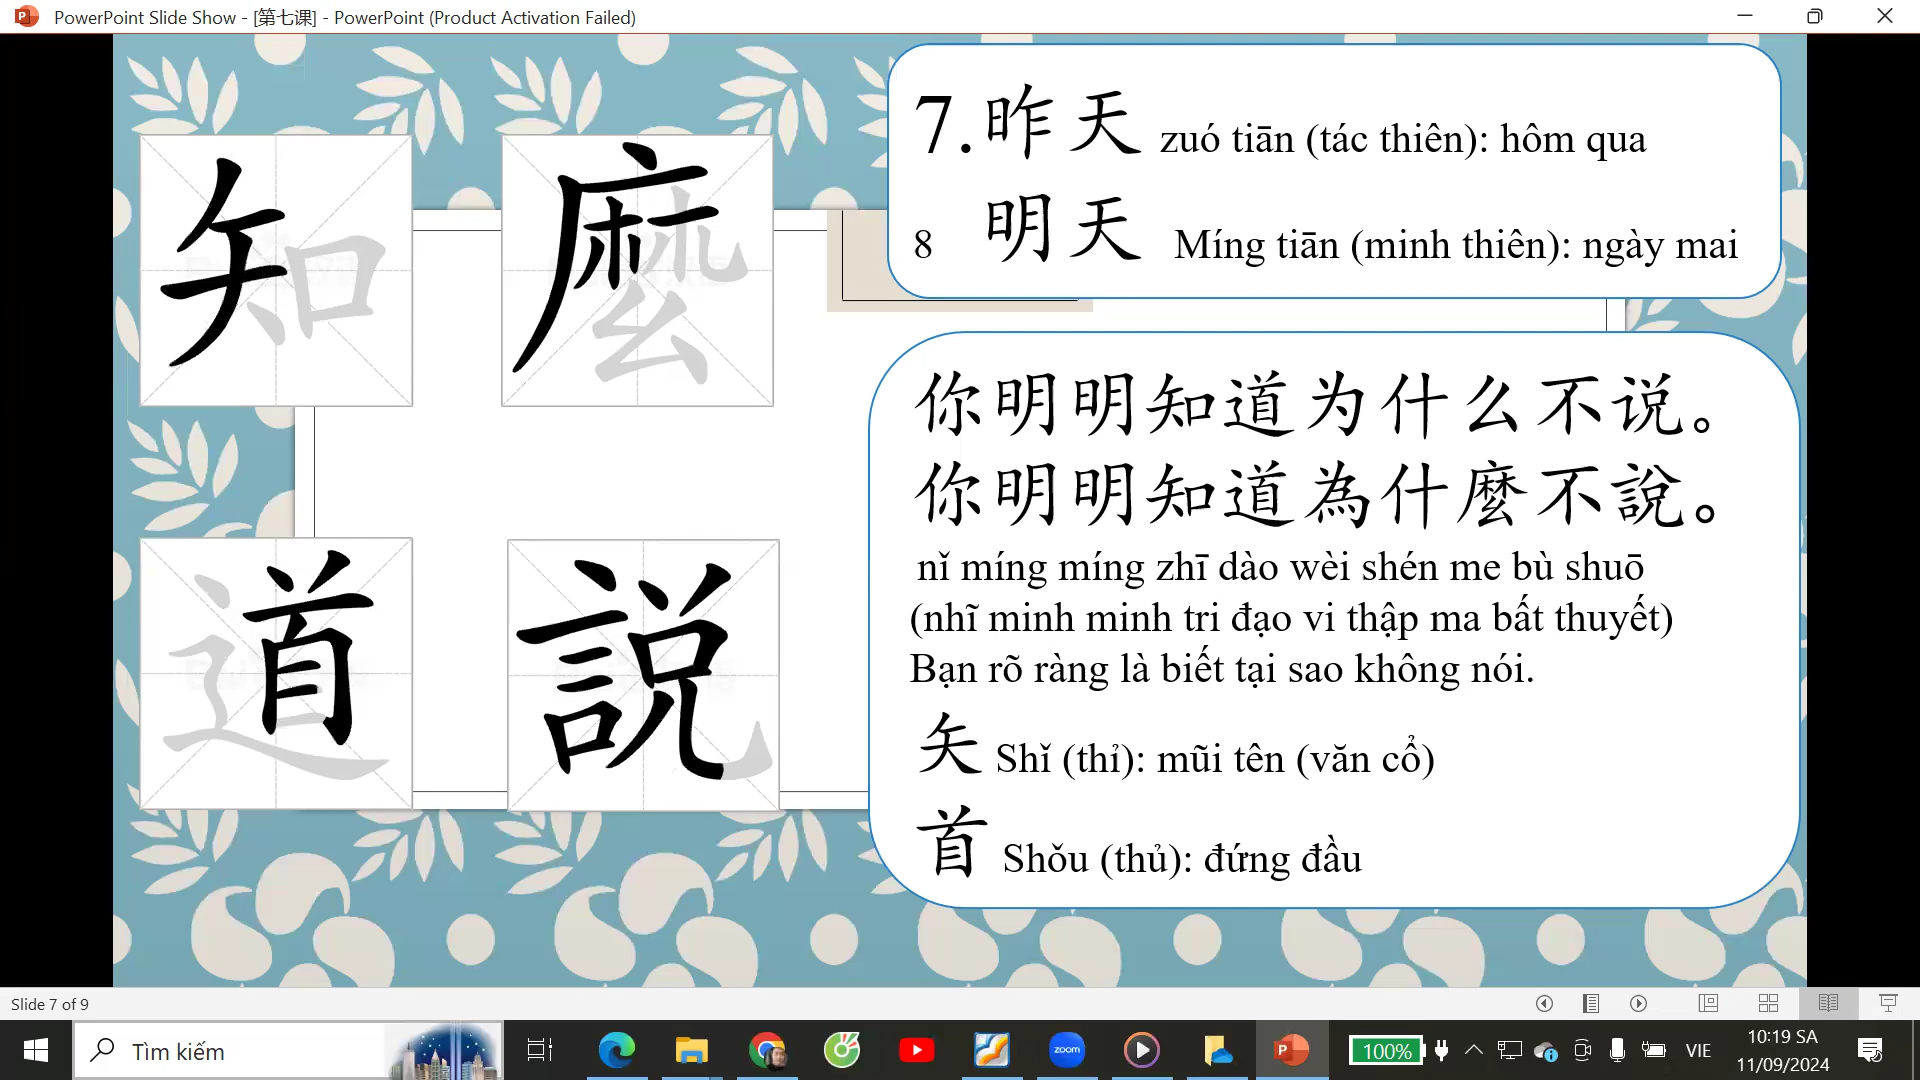 PowerPoint Slide Show - [第七课] - PowerPoint (Product Activation Failed)
知
麼
7.昨天 zuó tiān (tác thiên): hôm qua
8 明天 Míng tiān (minh thiên): ngày mai
道
說
你明明知道为什么不说。
你明明知道為什麼不說。
nǐ míng míng zhī dào wèi shén me bù shuō
(nhĩ minh minh tri đạo vi thập ma bất thuyết)
Bạn rõ ràng là biết tại sao không nói.
矢 Shǐ (thỉ): mũi tên (văn cổ)
首 Shǒu (thủ): đứng đầu
Slide 7 of 9
Tìm kiếm
zoom
100%
VIE
10:19 SA
11/09/2024